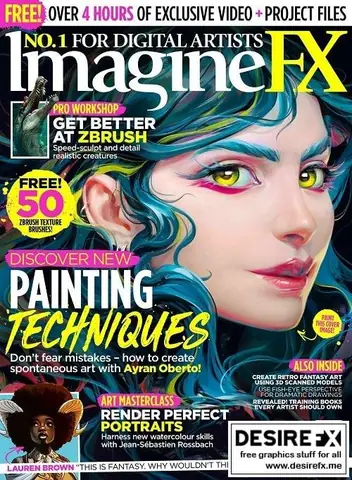 FREE! OVER 4 HOURS OF EXCLUSIVE VIDEO + PROJECT FILES
NO.1 FOR DIGITAL ARTISTS
ImagineFX
PRO WORKSHOP
GET BETTER
AT ZBRUSH
Speed-sculpt and detail
realistic creatures
FREE!
50
ZBRUSH TEXTURE
BRUSHES!
DISCOVER NEW
PAINTING
TECHNIQUES
Don't fear mistakes – how to create
spontaneous art with Ayran Oberto!
PAINT
THIS COVER
IMAGE!
ART MASTERCLASS
RENDER PERFECT
PORTRAITS
Harness new watercolour skills
with Jean-Sébastien Rossbach
ALSO INSIDE
CREATE RETRO FANTASY ART
USING 3D SCANNED MODELS
USE FISH-EYE PERSPECTIVE
FOR DRAMATIC DRAWINGS
REVEALED! TRAINING BOOKS
EVERY ARTIST SHOULD OWN
LAUREN BROWN "THIS IS FANTASY. WHY WOULDN'T
DESIRE FX
free graphics stuff for all
www.desirefx.me